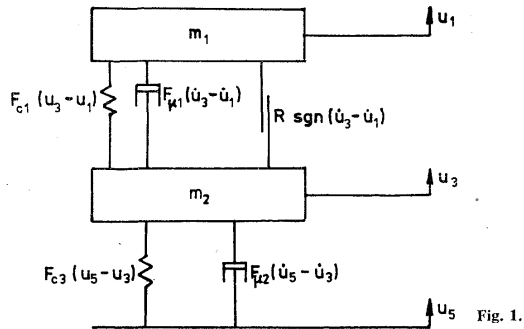 m₁
u₁
F_c1 (u₃-u₁)
F_μ1(u̇₃-u̇₁)
R sgn (u̇₃-u̇₁)
m₂
u₃
F_c3 (u₅-u₃)
F_μ2(u̇₅-u̇₃)
u₅
Fig. 1.